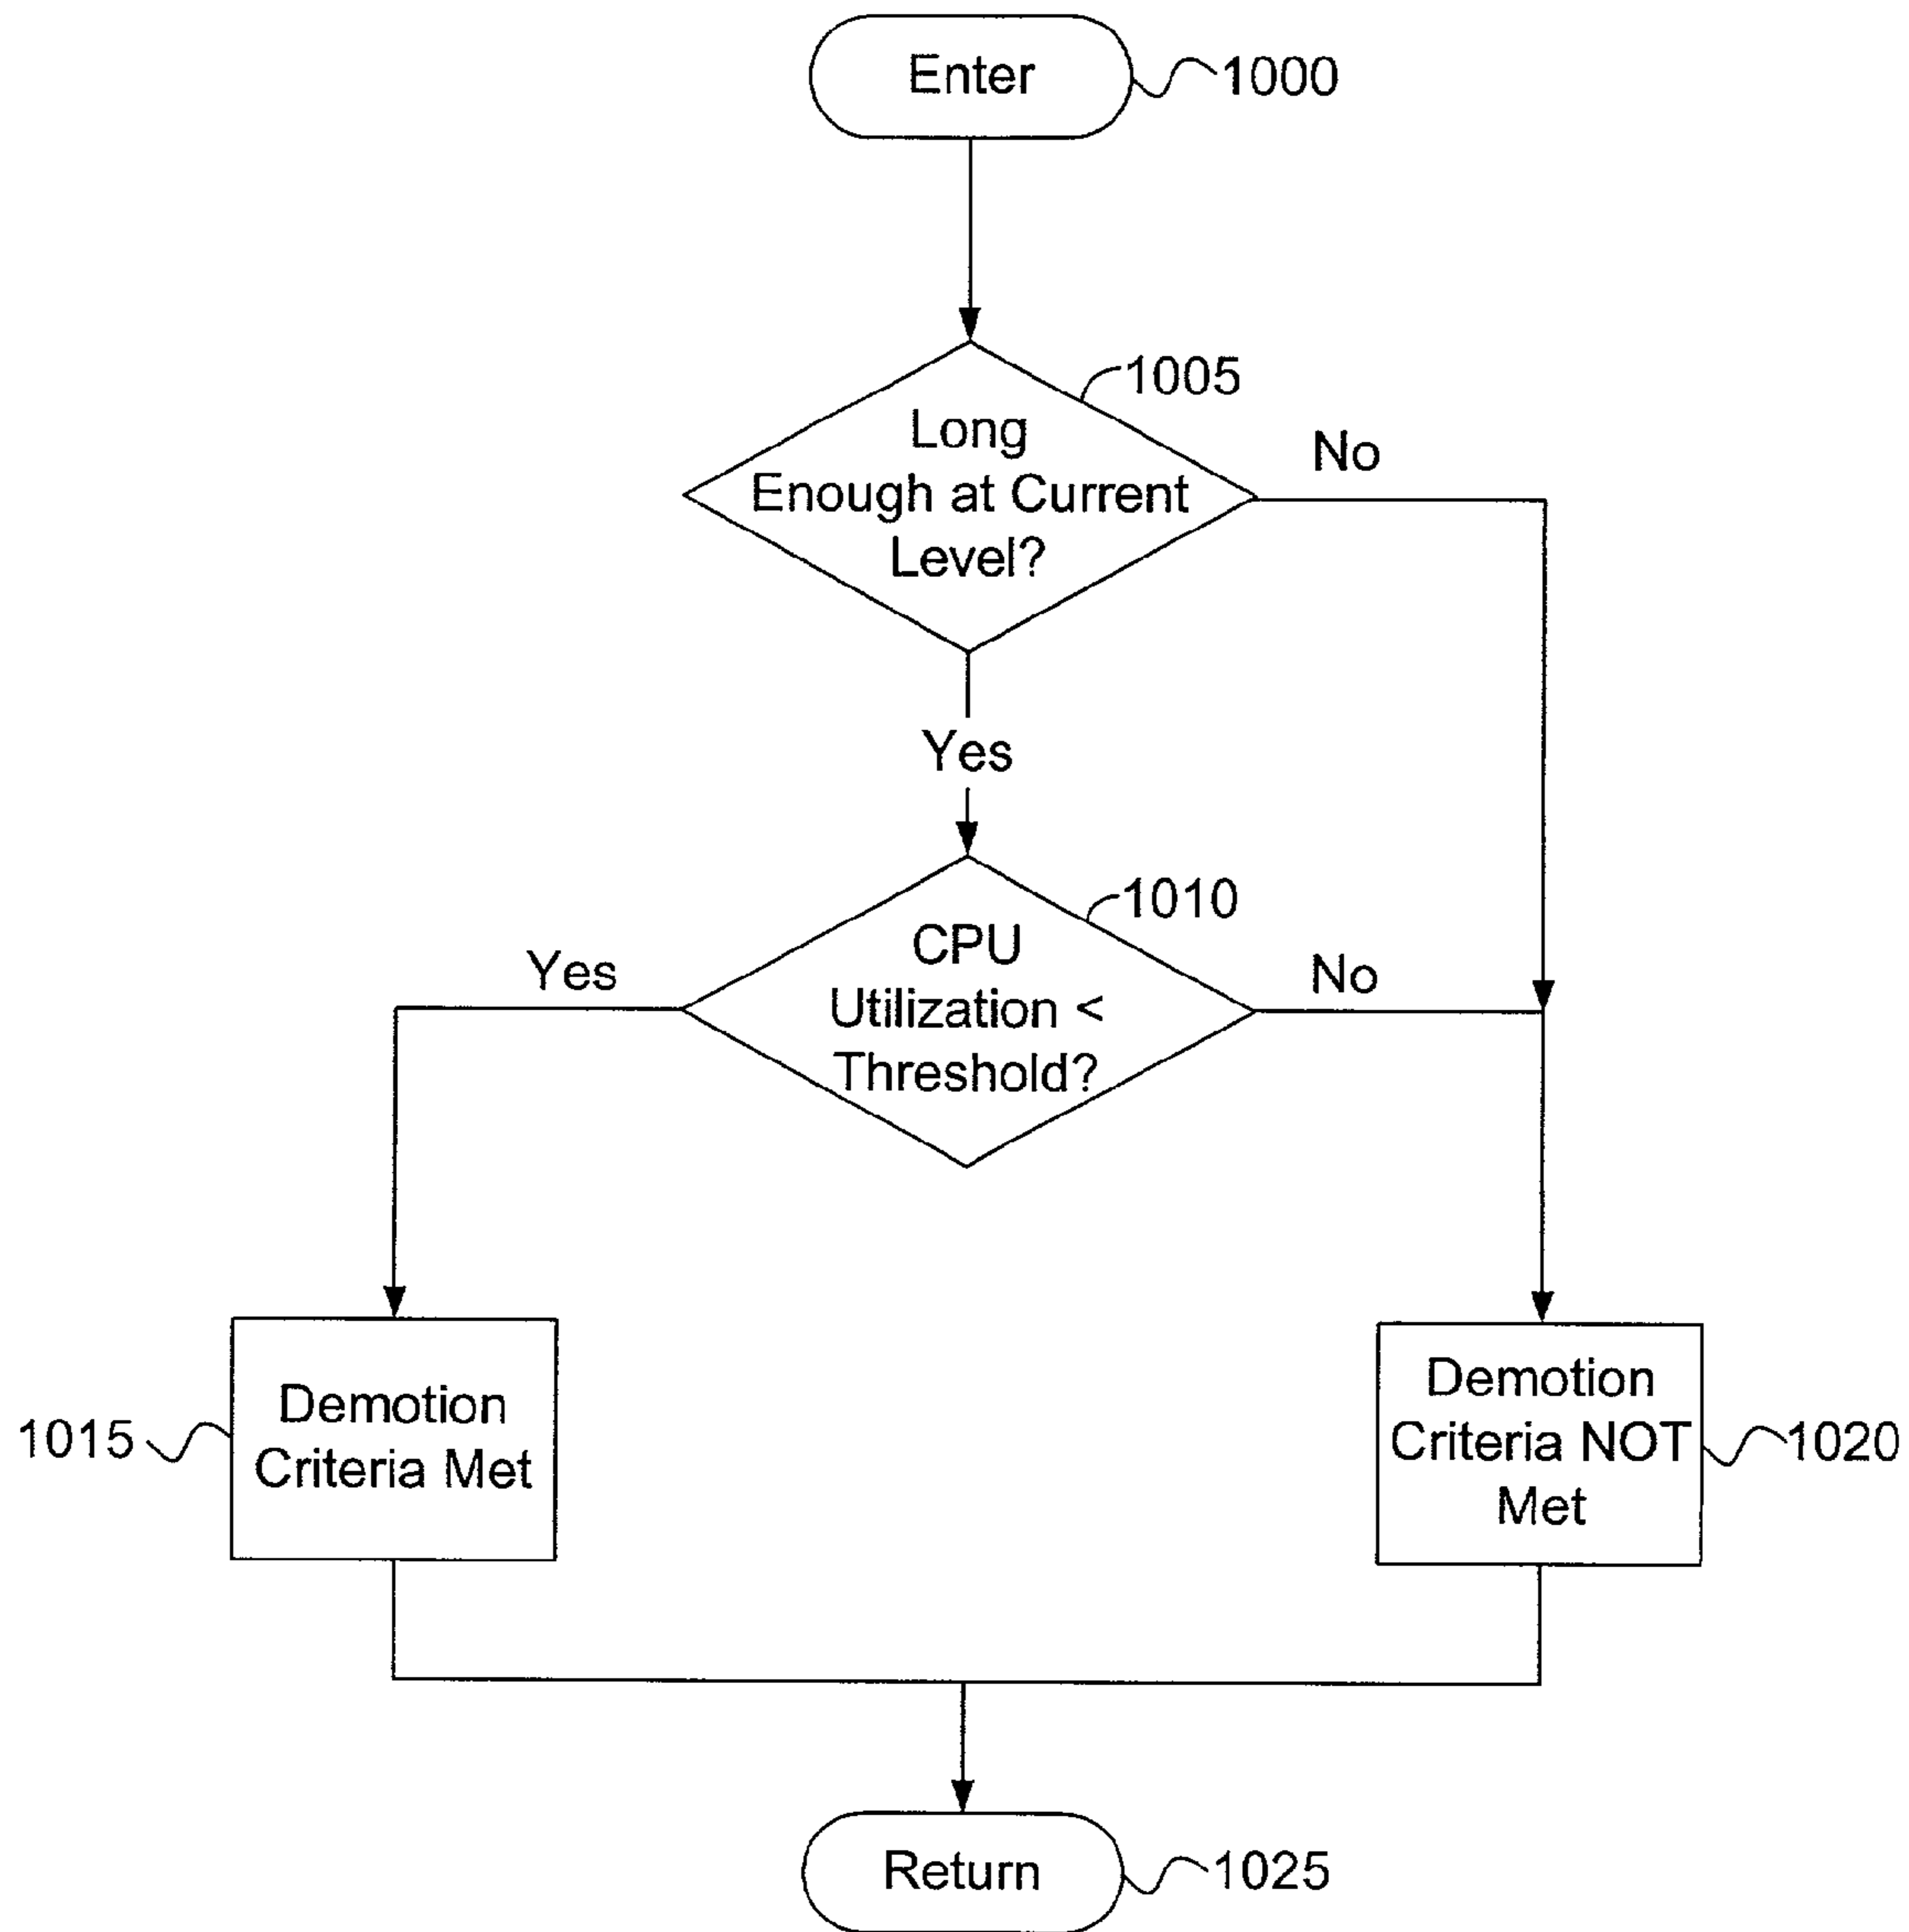 Enter
1000
1005
Long
Enough at Current
Level?
No
Yes
1010
CPU
Utilization <
Threshold?
Yes
No
1015
Demotion
Criteria Met
Demotion
Criteria NOT
Met
1020
Return
1025